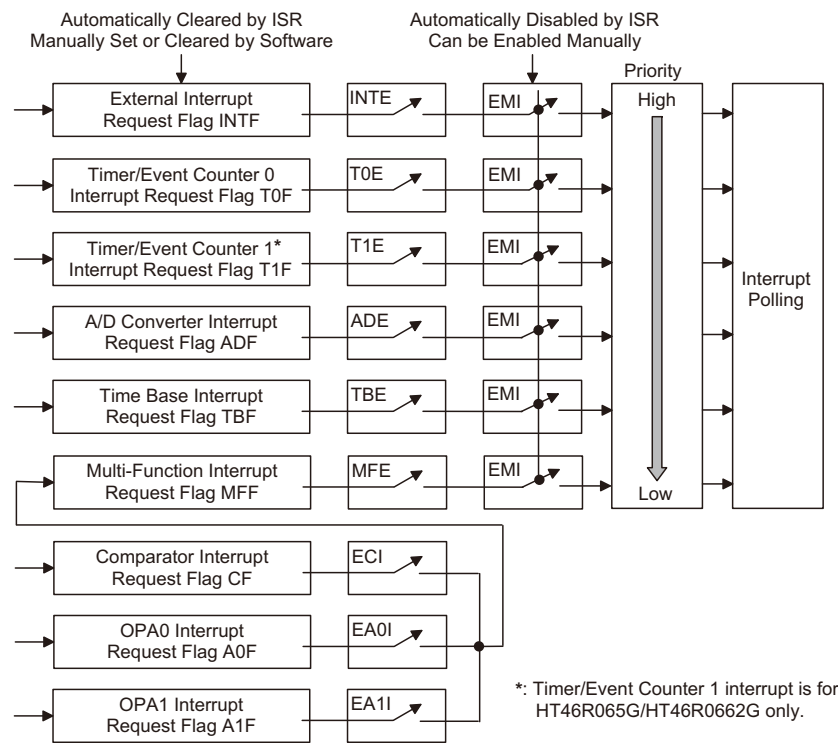 Automatically Cleared by ISR
Manually Set or Cleared by Software
Automatically Disabled by ISR
Can be Enabled Manually
Priority
External Interrupt
Request Flag INTF
INTE
EMI
High
Timer/Event Counter 0
Interrupt Request Flag T0F
T0E
EMI
Timer/Event Counter 1*
Interrupt Request Flag T1F
T1E
EMI
Interrupt
Polling
A/D Converter Interrupt
Request Flag ADF
ADE
EMI
Time Base Interrupt
Request Flag TBF
TBE
EMI
Multi-Function Interrupt
Request Flag MFF
MFE
EMI
Low
Comparator Interrupt
Request Flag CF
ECI
OPA0 Interrupt
Request Flag A0F
EA0I
OPA1 Interrupt
Request Flag A1F
EA1I
*: Timer/Event Counter 1 interrupt is for
HT46R065G/HT46R0662G only.